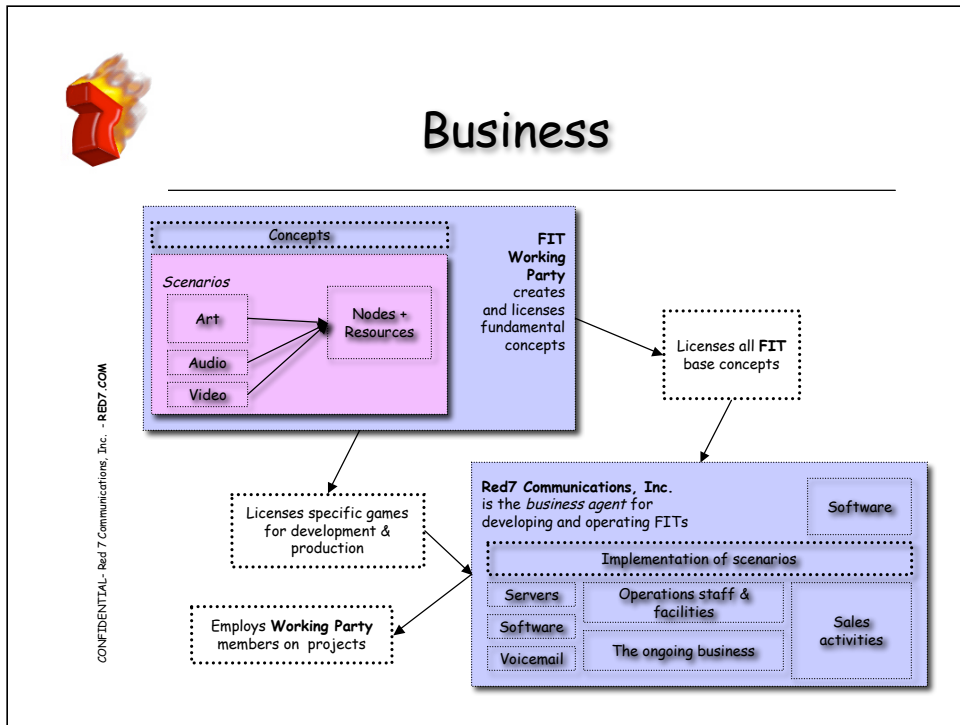 7
Business
Concepts
Scenarios
Art
Audio
Video
Nodes +
Resources
FIT
Working
Party
creates
and licenses
fundamental
concepts
Licenses all FIT
base concepts
Licenses specific games
for development &
production
Employs Working Party
members on projects
Red7 Communications, Inc.
is the business agent for
developing and operating FITs
Software
Implementation of scenarios
Servers
Software
Voicemail
Operations staff &
facilities
The ongoing business
Sales
activities
CONFIDENTIAL- Red 7 Communications, Inc. - RED7.COM